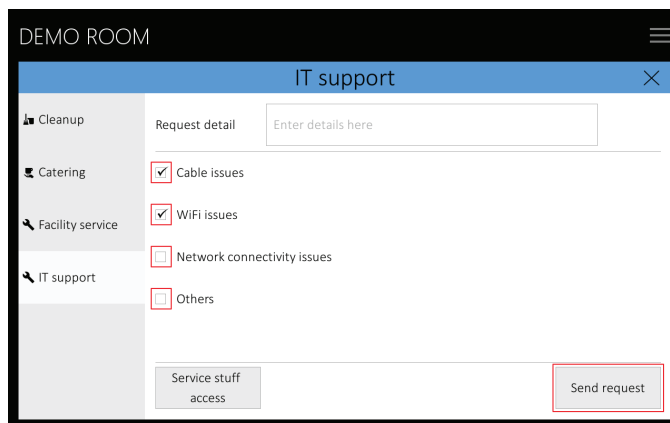 DEMO ROOM
IT support
Cleanup
Catering
Facility service
IT support
Request detail
Enter details here
Cable issues
WiFi issues
Network connectivity issues
Others
Service stuff
access
Send request